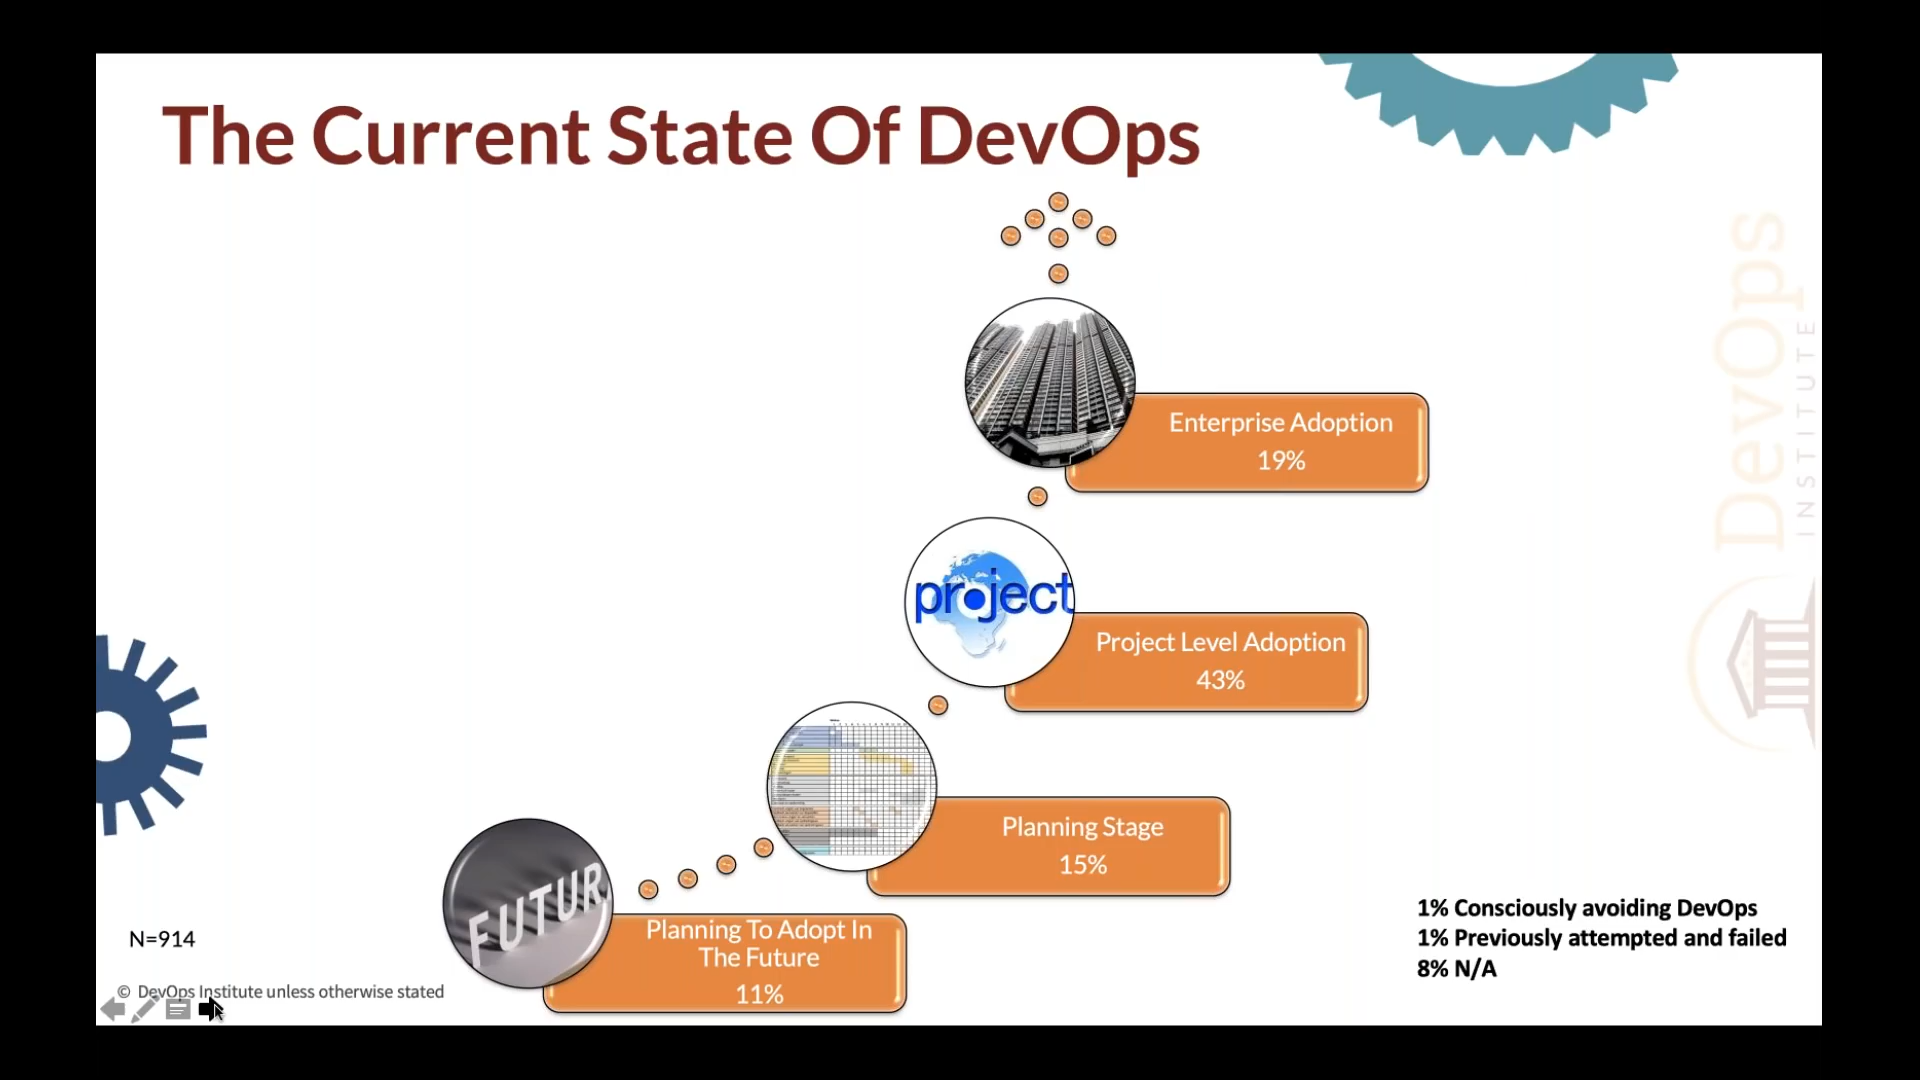 The Current State Of DevOps
Enterprise Adoption
19%
project
Project Level Adoption
43%
Planning Stage
15%
FUTUR
Planning To Adopt In
The Future
11%
1% Consciously avoiding DevOps
1% Previously attempted and failed
8% N/A
N=914
© DevOps Institute unless otherwise stated
DevOps
INSTITUTE